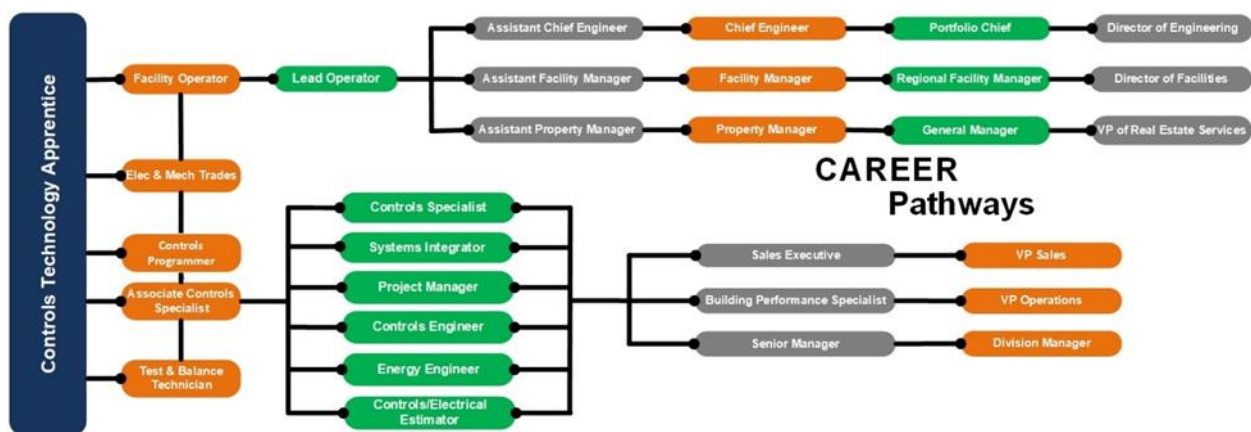 Controls Technology Apprentice
Facility Operator
Lead Operator
Assistant Chief Engineer
Chief Engineer
Portfolio Chief
Director of Engineering
Assistant Facility Manager
Facility Manager
Regional Facility Manager
Director of Facilities
Assistant Property Manager
Property Manager
General Manager
VP of Real Estate Services
CAREER
Pathways
Elec & Mech Trades
Controls
Programmer
Associate Controls
Specialist
Test & Balance
Technician
Controls Specialist
Systems Integrator
Project Manager
Controls Engineer
Energy Engineer
Controls/Electrical
Estimator
Sales Executive
VP Sales
Building Performance Specialist
VP Operations
Senior Manager
Division Manager